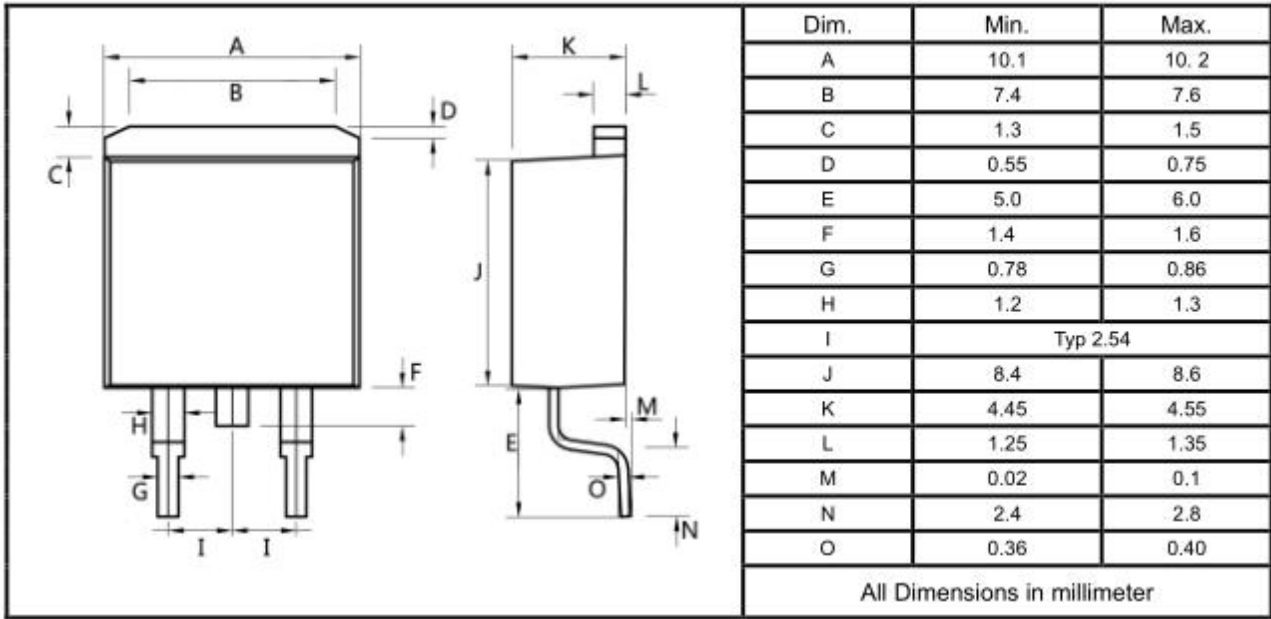 A
B
C
D
F
H
G
I I
K
L
J
M
E
O
N
Dim. Min. Max.
A 10.1 10. 2
B 7.4 7.6
C 1.3 1.5
D 0.55 0.75
E 5.0 6.0
F 1.4 1.6
G 0.78 0.86
H 1.2 1.3
I Typ 2.54
J 8.4 8.6
K 4.45 4.55
L 1.25 1.35
M 0.02 0.1
N 2.4 2.8
O 0.36 0.40
All Dimensions in millimeter